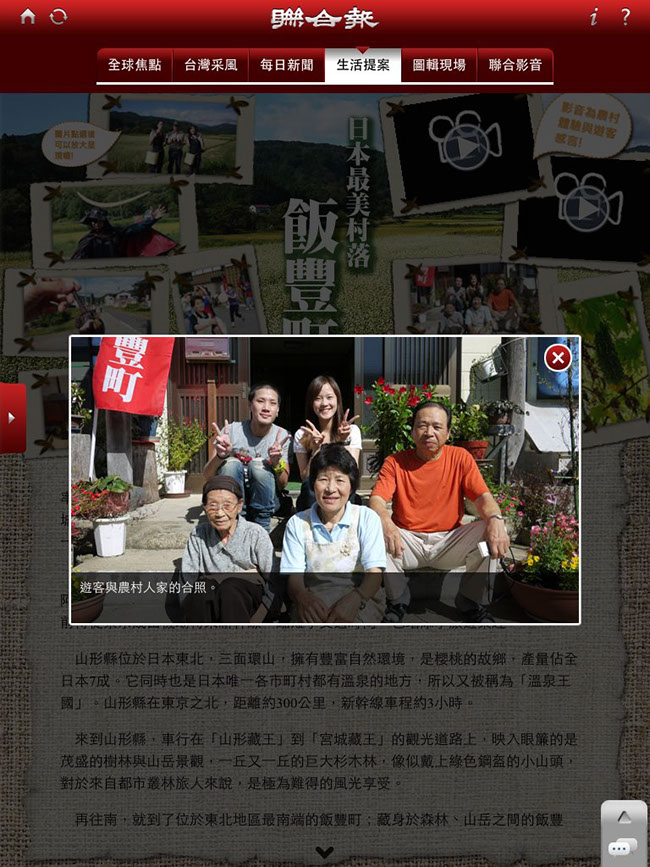 聯合報
i
?
全球焦點
台灣采風
每日新聞
生活提案
圖輯現場
聯合影音
圖片點選後
可以放大呈
現喔!
影音為農村
體驗與遊客
感言!
日本最美村落
飯豐町
豐町
遊客與農村人家的合照。
山形縣位於日本東北,三面環山,擁有豐富自然環境,是櫻桃的故鄉,產量佔全
日本7成。它同時也是日本唯一各市町村都有溫泉的地方,所以又被稱為「溫泉王
國」。山形縣在東京之北,距離約300公里,新幹線車程約3小時。
來到山形縣,車行在「山形藏王」到「宮城藏王」的觀光道路上,映入眼簾的是
茂盛的樹林與山岳景觀,一丘又一丘的巨大杉木林,像似戴上綠色鋼盔的小山頭,
對於來自都市叢林旅人來說,是極為難得的風光享受。
再往南,就到了位於東北地區最南端的飯豐町;藏身於森林、山岳之間的飯豐